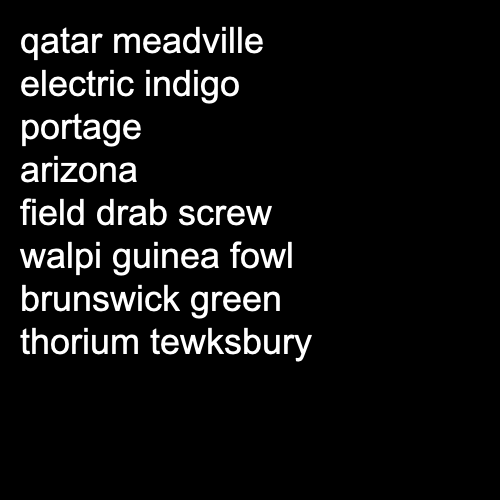 qatar meadville
electric indigo
portage
arizona
field drab screw
walpi guinea fowl
brunswick green
thorium tewksbury